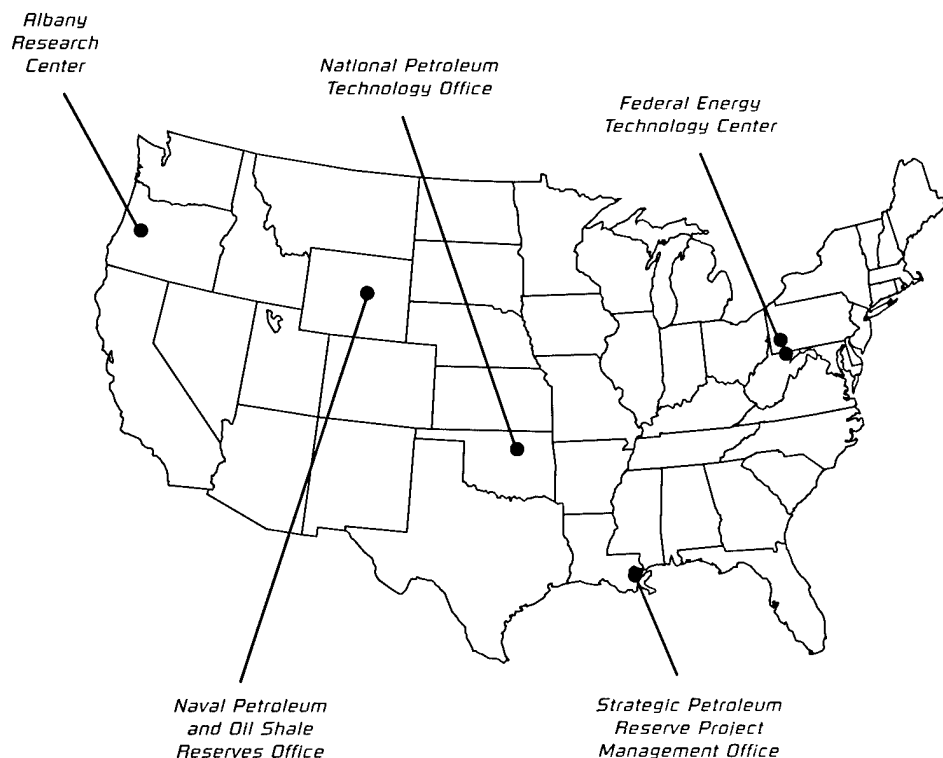 Albany
Research
Center
National Petroleum
Technology Office
Federal Energy
Technology Center
Naval Petroleum
and Oil Shale
Reserves Office
Strategic Petroleum
Reserve Project
Management Office